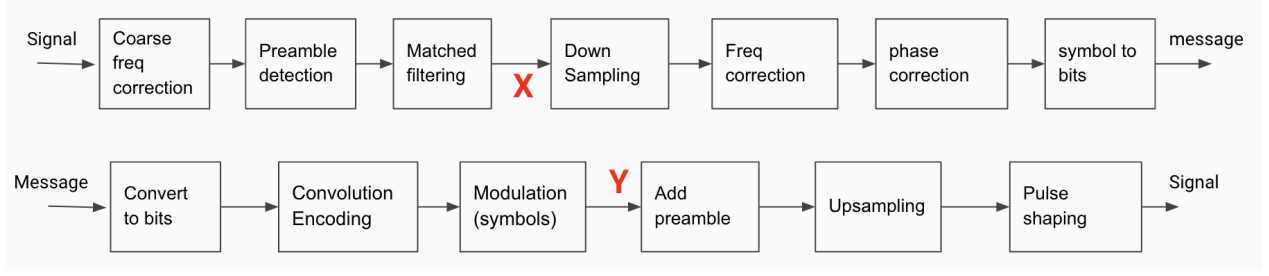 Signal
Coarse
freq
correction
Preamble
detection
Matched
filtering
X
Down
Sampling
Freq
correction
phase
correction
symbol to
bits
message
Message
Convert
to bits
Convolution
Encoding
Modulation
(symbols)
Y
Add
preamble
Upsampling
Pulse
shaping
Signal